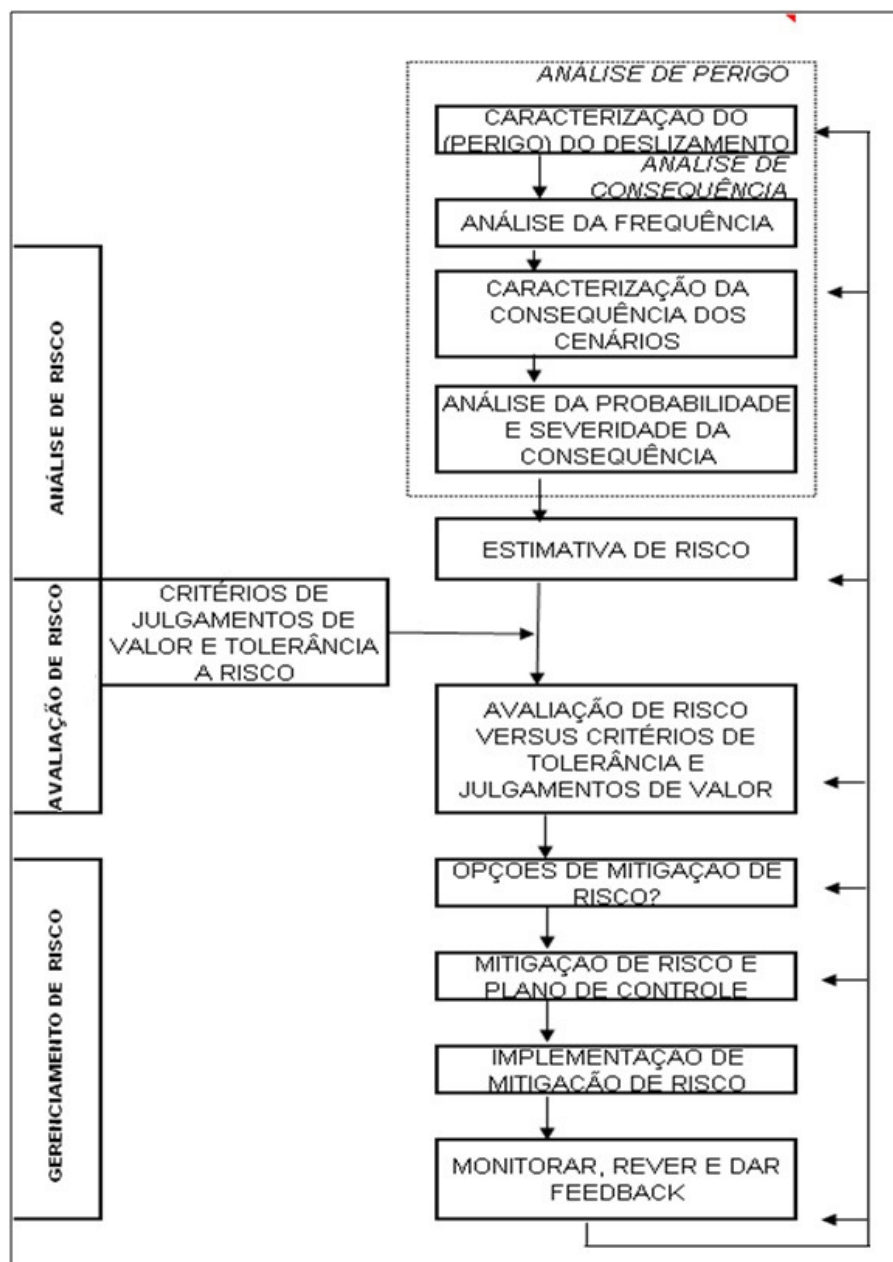 ANÁLISE DE PERIGO
CARACTERIZAÇAO DO
(PERIGO) DO DESLIZAMENTO
ANÁLISE DE
CONSEQUÊNCIA
ANÁLISE DA FREQUÊNCIA
CARACTERIZAÇÃO DA
CONSEQUÊNCIA DOS
CENÁRIOS
ANÁLISE DA PROBABILIDADE
E SEVERIDADE DA
CONSEQUÊNCIA
ESTIMATIVA DE RISCO
ANÁLISE DE RISCO
CRITÉRIOS DE
JULGAMENTOS DE
VALOR E TOLERÂNCIA
A RISCO
AVALIAÇÃO DE RISCO
AVALIAÇÃO DE RISCO
VERSUS CRITÉRIOS DE
TOLERÂNCIA E
JULGAMENTOS DE VALOR
OPÇOES DE MITIGAÇAO DE
RISCO?
MITIGAÇAO DE RISCO E
PLANO DE CONTROLE
IMPLEMENTAÇAO DE
MITIGAÇÃO DE RISCO
MONITORAR, REVER E DAR
FEEDBACK
GERENCIAMENTO DE RISCO